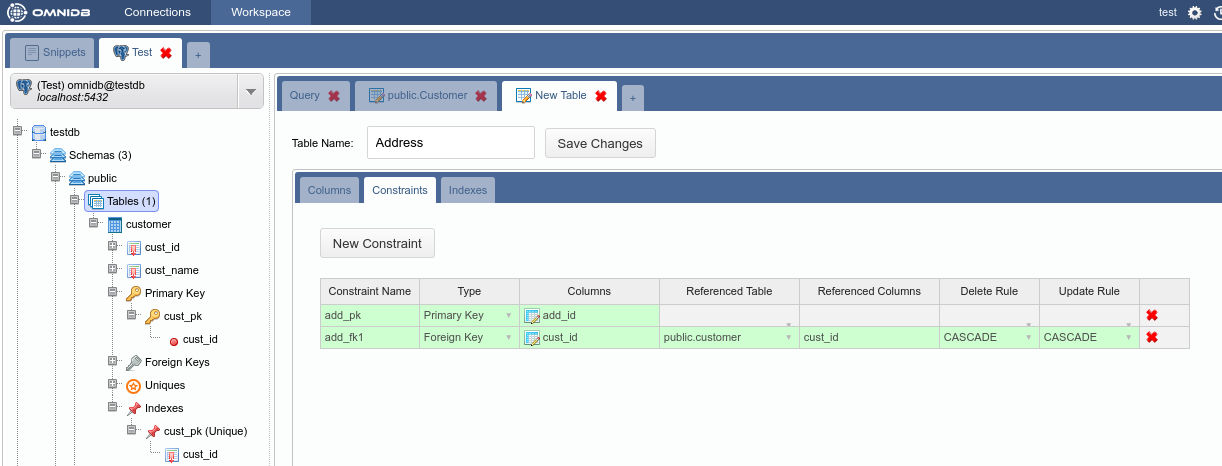 OMNIDB Connections Workspace test
Snippets Test +
(Test) omnidb@testdb
localhost:5432
Query public.Customer New Table +
testdb
Schemas (3)
public
Tables (1)
customer
cust_id
cust_name
Primary Key
cust_pk
cust_id
Foreign Keys
Uniques
Indexes
cust_pk (Unique)
cust_id
Table Name: Address Save Changes
Columns Constraints Indexes
New Constraint
Constraint Name Type Columns Referenced Table Referenced Columns Delete Rule Update Rule
add_pk Primary Key add_id
add_fk1 Foreign Key cust_id public.customer cust_id CASCADE CASCADE